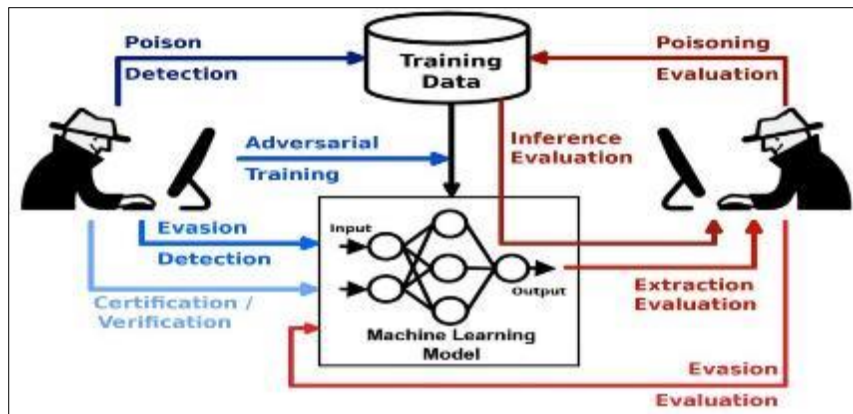 Poison
Detection
Training
Data
Poisoning
Evaluation
Adversarial
Training
Inference
Evaluation
Evasion
Detection
Input
Output
Certification /
Verification
Extraction
Evaluation
Machine Learning
Model
Evasion
Evaluation